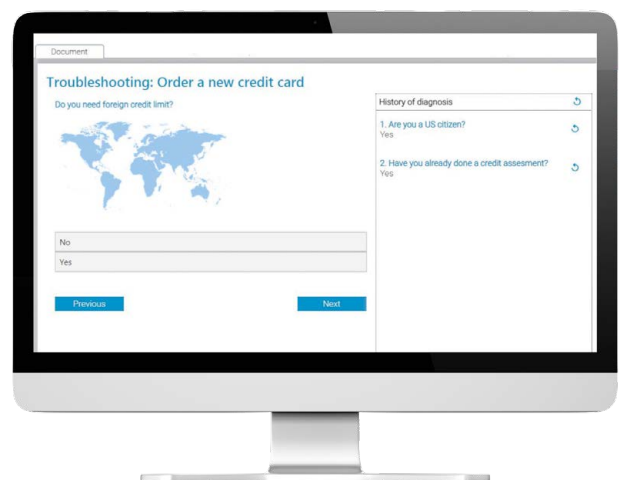 Document
Troubleshooting: Order a new credit card
Do you need foreign credit limit?
No
Yes
Previous
Next
History of diagnosis
1. Are you a US citizen?
Yes
2. Have you already done a credit assesment?
Yes